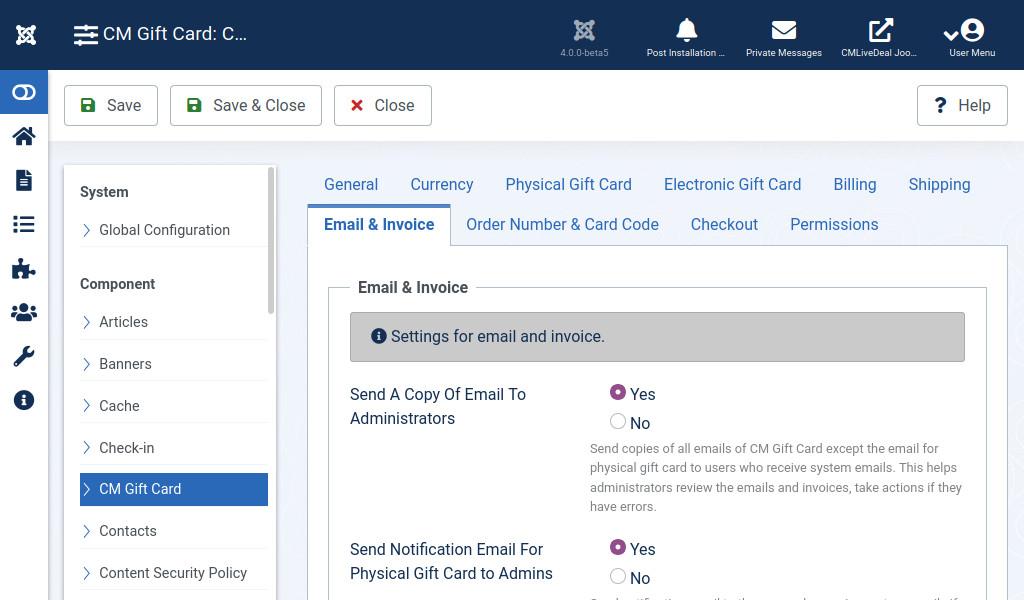 CM Gift Card: C...
4.0.0-beta5
Post Installation ...
Private Messages
CMLiveDeal Joo...
User Menu
Save
Save & Close
Close
Help
System
Global Configuration
Component
Articles
Banners
Cache
Check-in
CM Gift Card
Contacts
Content Security Policy
General
Currency
Physical Gift Card
Electronic Gift Card
Billing
Shipping
Email & Invoice
Order Number & Card Code
Checkout
Permissions
Email & Invoice
Settings for email and invoice.
Send A Copy Of Email To
Administrators
Yes
No
Send copies of all emails of CM Gift Card except the email for
physical gift card to users who receive system emails. This helps
administrators review the emails and invoices, take actions if they
have errors.
Send Notification Email For
Physical Gift Card to Admins
Yes
No